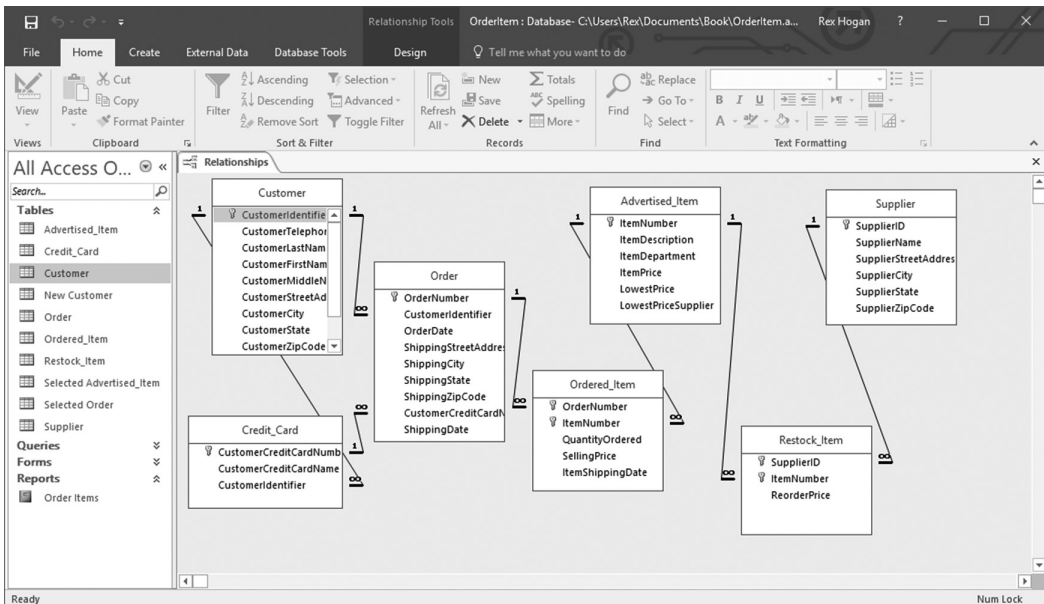 Relationship Tools OrderItem : Database- C:\Users\Rex\Documents\Book\OrderItem.a... Rex Hogan ?
File Home Create External Data Database Tools Design Tell me what you want to do
View
Views
Paste
Cut
Copy
Format Painter
Clipboard
Filter
Ascending
Descending
Remove Sort
Selection
Advanced
Toggle Filter
Sort & Filter
Refresh
All
New
Save
Delete
Totals
Spelling
More
Records
Find
Replace
Go To
Select
Find
B I U
A
Text Formatting
All Access O... «
Search...
Tables
Advertised_Item
Credit_Card
Customer
New Customer
Order
Ordered_Item
Restock_Item
Selected Advertised_Item
Selected Order
Supplier
Queries
Forms
Reports
Order Items
Relationships
Customer
CustomerIdentifie
CustomerTelephor
CustomerLastNam
CustomerFirstNam
CustomerMiddleN
CustomerStreetAd
CustomerCity
CustomerState
CustomerZipCode
1
1
∞
Credit_Card
CustomerCreditCardNumb
CustomerCreditCardName
CustomerIdentifier
1
∞
Order
OrderNumber
CustomerIdentifier
OrderDate
ShippingStreetAddre
ShippingCity
ShippingState
ShippingZipCode
CustomerCreditCardN
ShippingDate
1
∞
Ordered_Item
OrderNumber
ItemNumber
QuantityOrdered
SellingPrice
ItemShippingDate
∞
∞
Advertised_Item
ItemNumber
ItemDescription
ItemDepartment
ItemPrice
LowestPrice
LowestPriceSupplier
1
1
Supplier
SupplierID
SupplierName
SupplierStreetAddres
SupplierCity
SupplierState
SupplierZipCode
1
Restock_Item
SupplierID
ItemNumber
ReorderPrice
∞
∞
Ready Num Lock